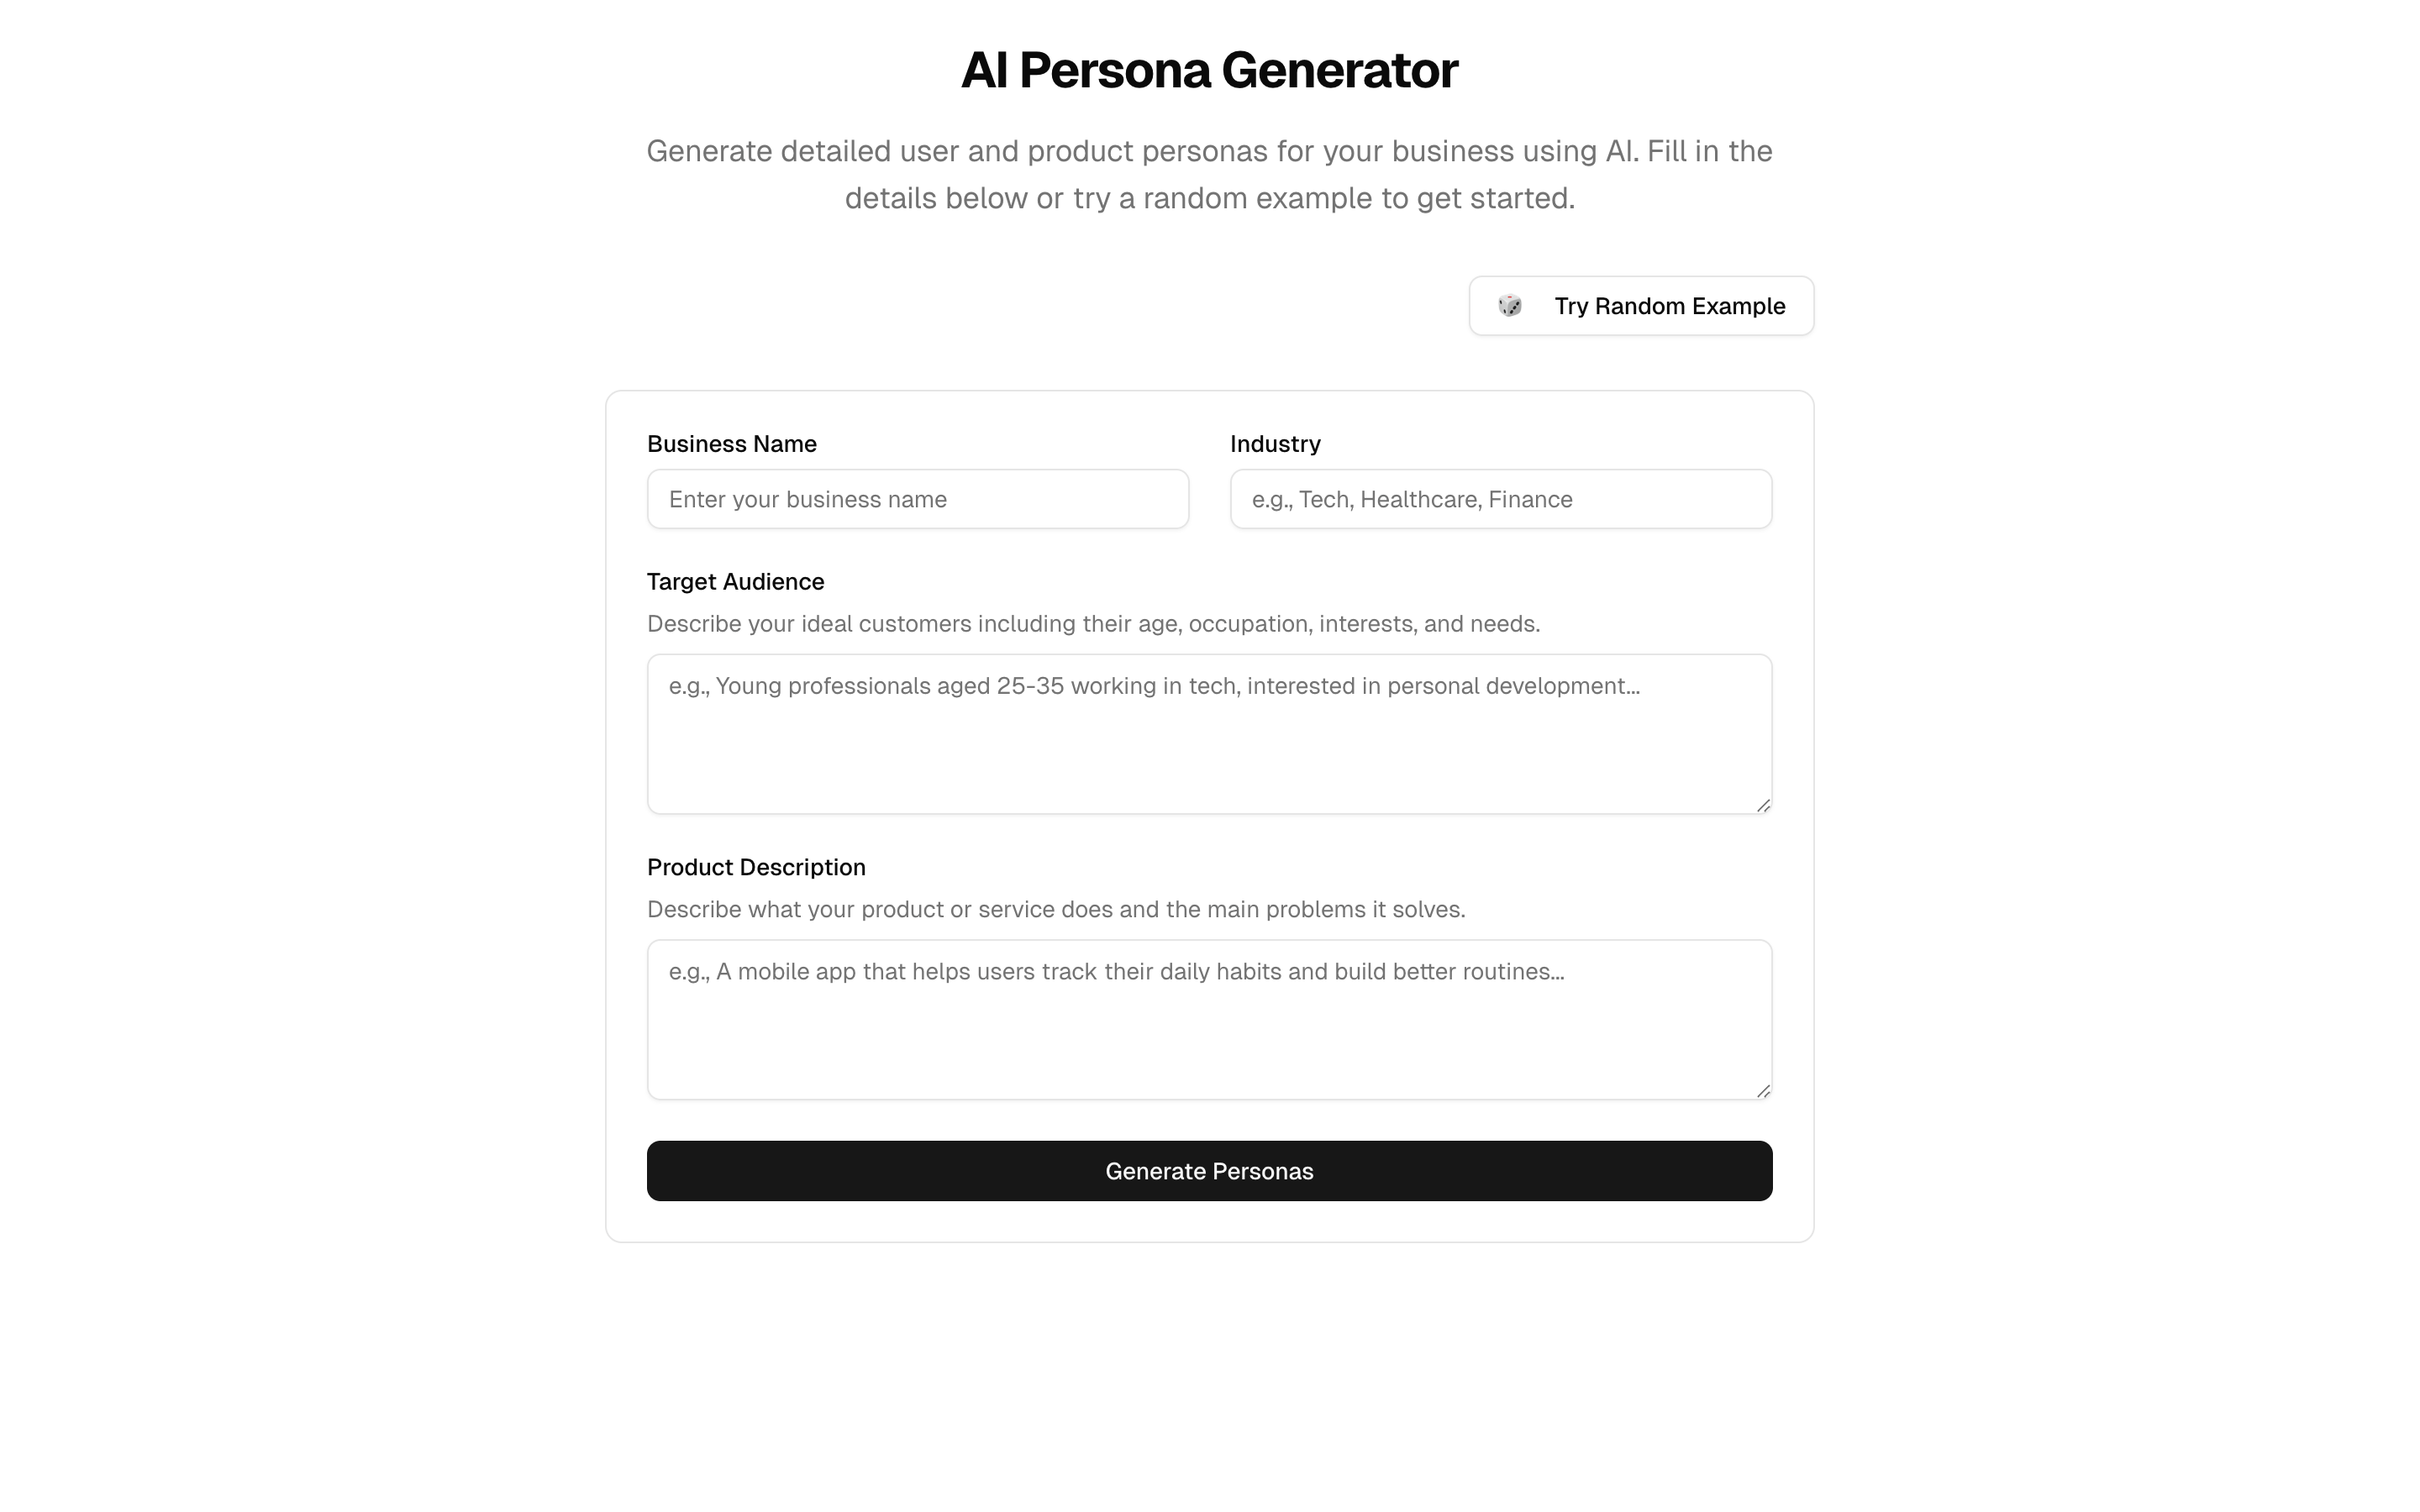 AI Persona Generator
Generate detailed user and product personas for your business using AI. Fill in the
details below or try a random example to get started.
Try Random Example
Business Name
Enter your business name
Industry
e.g., Tech, Healthcare, Finance
Target Audience
Describe your ideal customers including their age, occupation, interests, and needs.
e.g., Young professionals aged 25-35 working in tech, interested in personal development...
Product Description
Describe what your product or service does and the main problems it solves.
e.g., A mobile app that helps users track their daily habits and build better routines...
Generate Personas